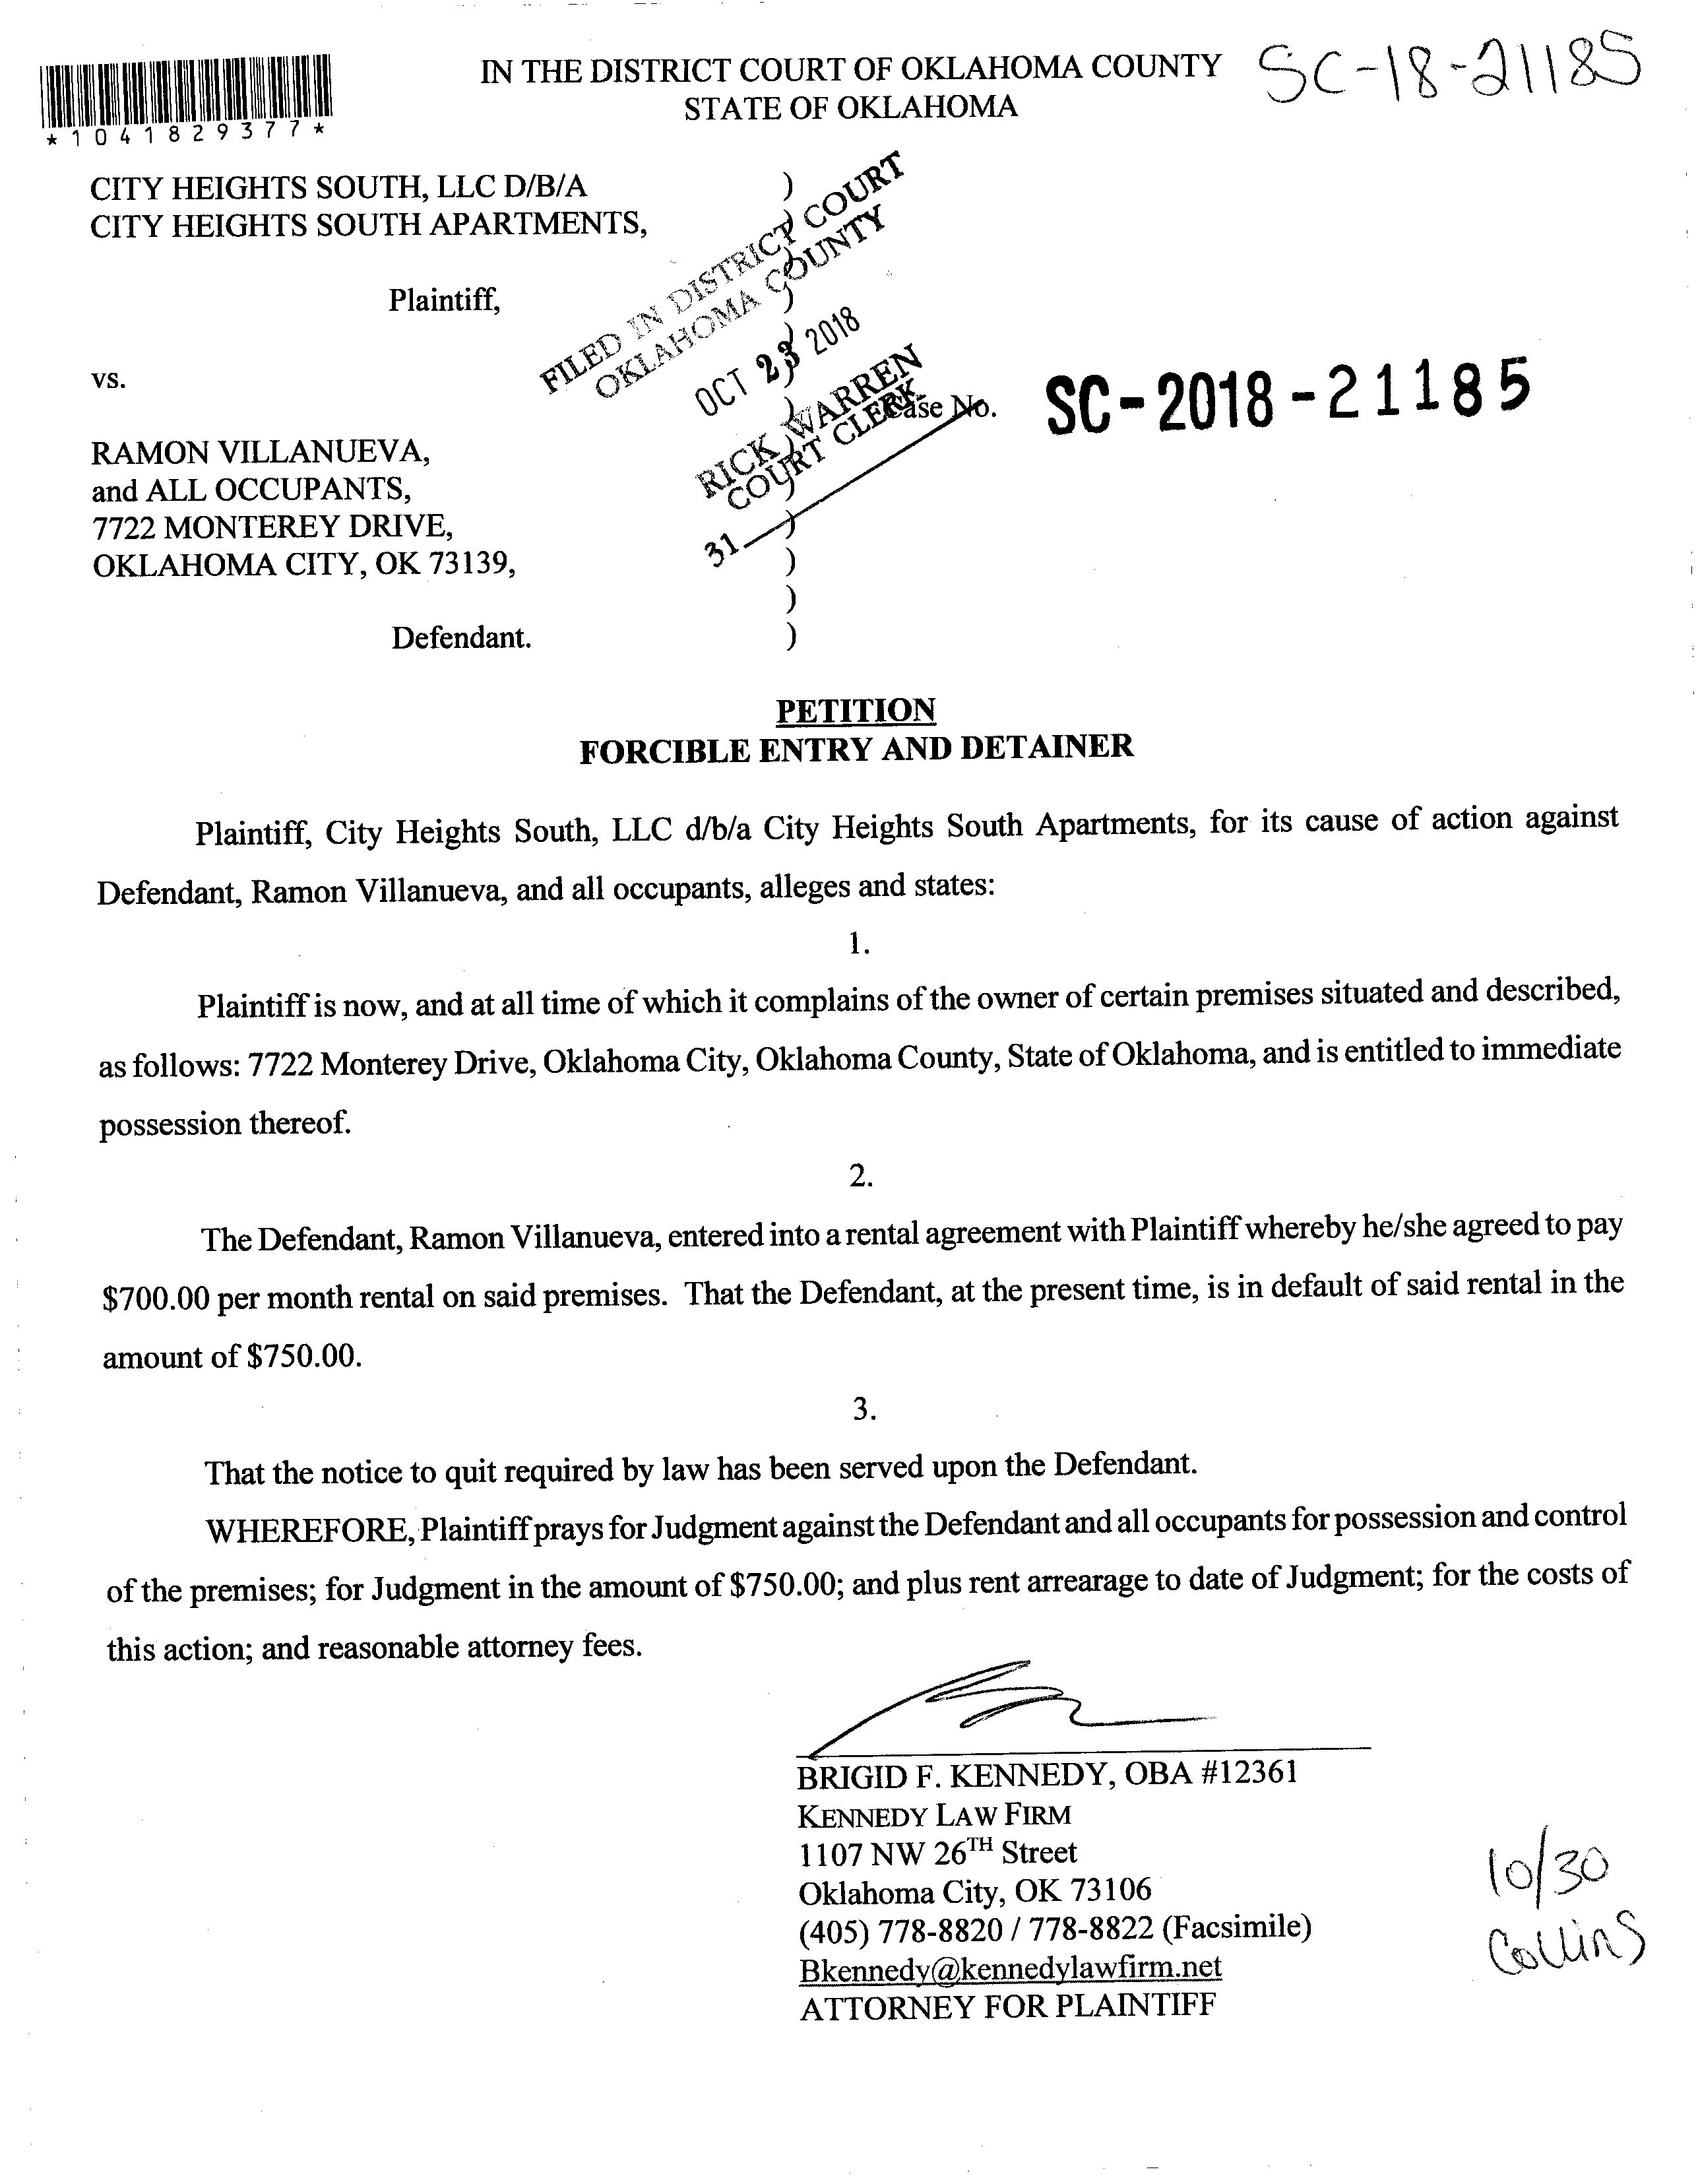 IN THE DISTRICT COURT OF OKLAHOMA COUNTY
STATE OF OKLAHOMA
SC-18-21185
*1041829377*
CITY HEIGHTS SOUTH, LLC D/B/A )
CITY HEIGHTS SOUTH APARTMENTS, )
)
Plaintiff, )
FILED IN DISTRICT COURT
OKLAHOMA COUNTY
OCT 23 2018
RICK WARREN
COURT CLERK
31
)
vs. )
) Case No. SC-2018-21185
RAMON VILLANUEVA, )
and ALL OCCUPANTS, )
7722 MONTEREY DRIVE, )
OKLAHOMA CITY, OK 73139, )
)
Defendant. )
PETITION
FORCIBLE ENTRY AND DETAINER
Plaintiff, City Heights South, LLC d/b/a City Heights South Apartments, for its cause of action against
Defendant, Ramon Villanueva, and all occupants, alleges and states:
1.
Plaintiff is now, and at all time of which it complains of the owner of certain premises situated and described,
as follows: 7722 Monterey Drive, Oklahoma City, Oklahoma County, State of Oklahoma, and is entitled to immediate
possession thereof.
2.
The Defendant, Ramon Villanueva, entered into a rental agreement with Plaintiff whereby he/she agreed to pay
$700.00 per month rental on said premises. That the Defendant, at the present time, is in default of said rental in the
amount of $750.00.
3.
That the notice to quit required by law has been served upon the Defendant.
WHEREFORE, Plaintiff prays for Judgment against the Defendant and all occupants for possession and control
of the premises; for Judgment in the amount of $750.00; and plus rent arrearage to date of Judgment; for the costs of
this action; and reasonable attorney fees.
BRIGID F. KENNEDY, OBA #12361
KENNEDY LAW FIRM
1107 NW 26TH Street
Oklahoma City, OK 73106
(405) 778-8820 / 778-8822 (Facsimile)
Bkennedy@kennedylawfirm.net
ATTORNEY FOR PLAINTIFF
10/30
Collins